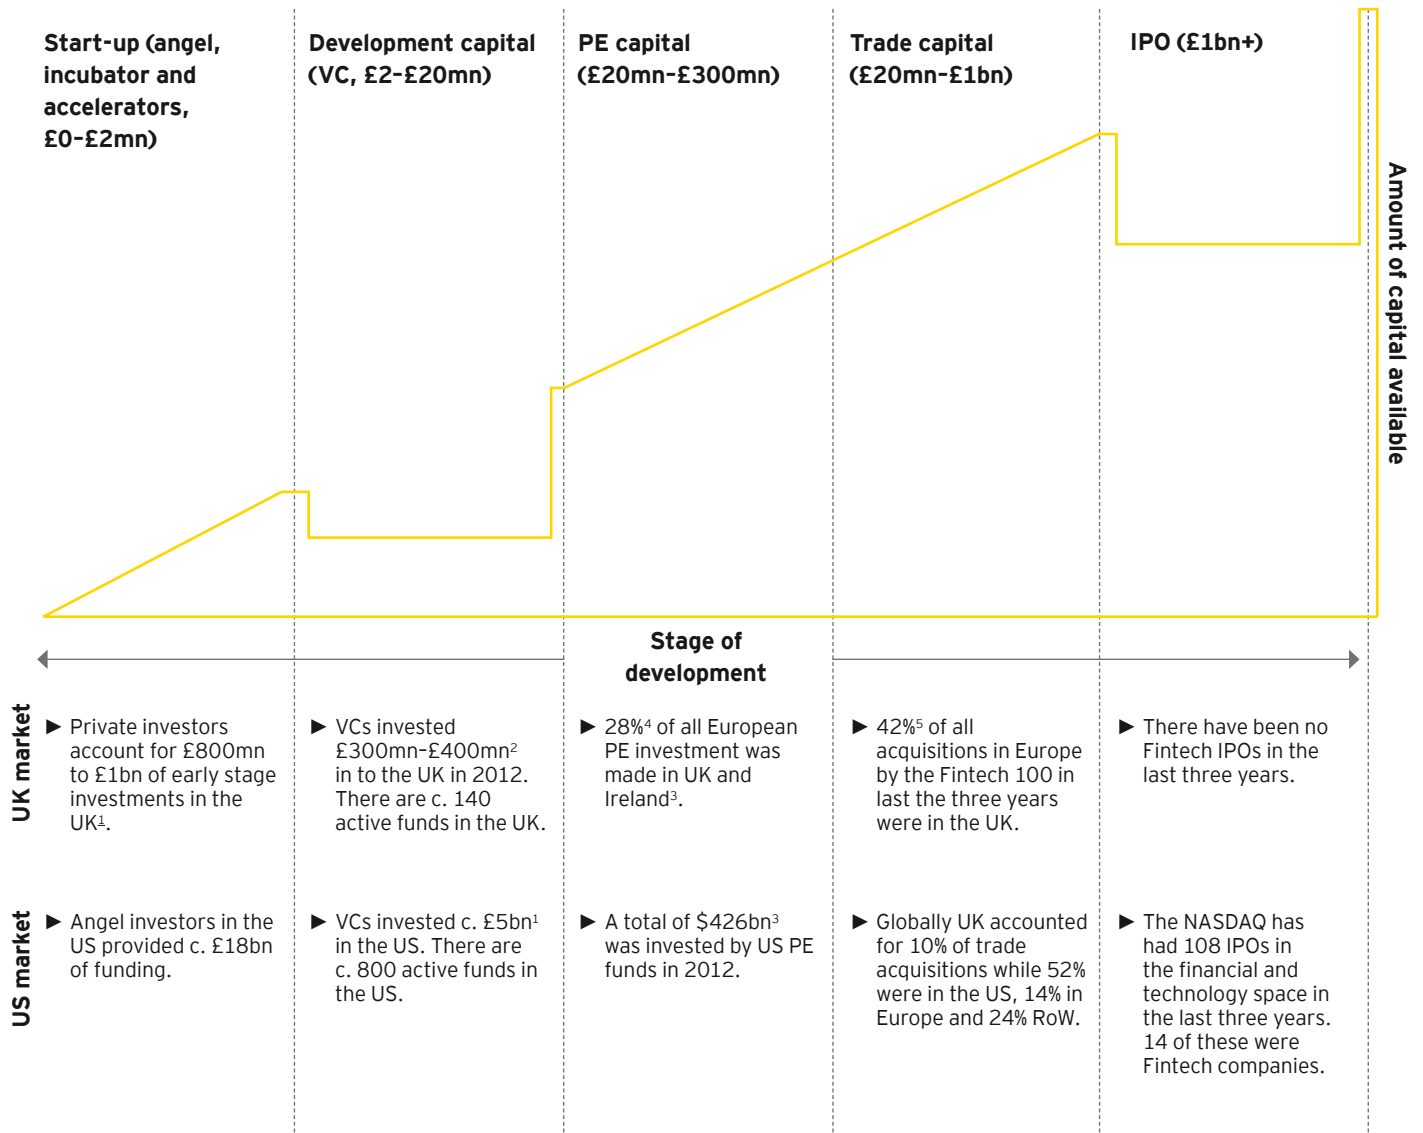 Start-up (angel,
incubator and
accelerators,
£0–£2mn)
Development capital
(VC, £2–£20mn)
PE capital
(£20mn–£300mn)
Trade capital
(£20mn–£1bn)
IPO (£1bn+)
Amount of capital available
Stage of
development
UK market
► Private investors
account for £800mn
to £1bn of early stage
investments in the
UK¹.
► VCs invested
£300mn–£400mn²
in to the UK in 2012.
There are c. 140
active funds in the UK.
► 28%⁴ of all European
PE investment was
made in UK and
Ireland³.
► 42%⁵ of all
acquisitions in Europe
by the Fintech 100 in
last the three years
were in the UK.
► There have been no
Fintech IPOs in the
last three years.
US market
► Angel investors in the
US provided c. £18bn
of funding.
► VCs invested c. £5bn¹
in the US. There are
c. 800 active funds in
the US.
► A total of $426bn³
was invested by US PE
funds in 2012.
► Globally UK accounted
for 10% of trade
acquisitions while 52%
were in the US, 14% in
Europe and 24% RoW.
► The NASDAQ has
had 108 IPOs in
the financial and
technology space in
the last three years.
14 of these were
Fintech companies.